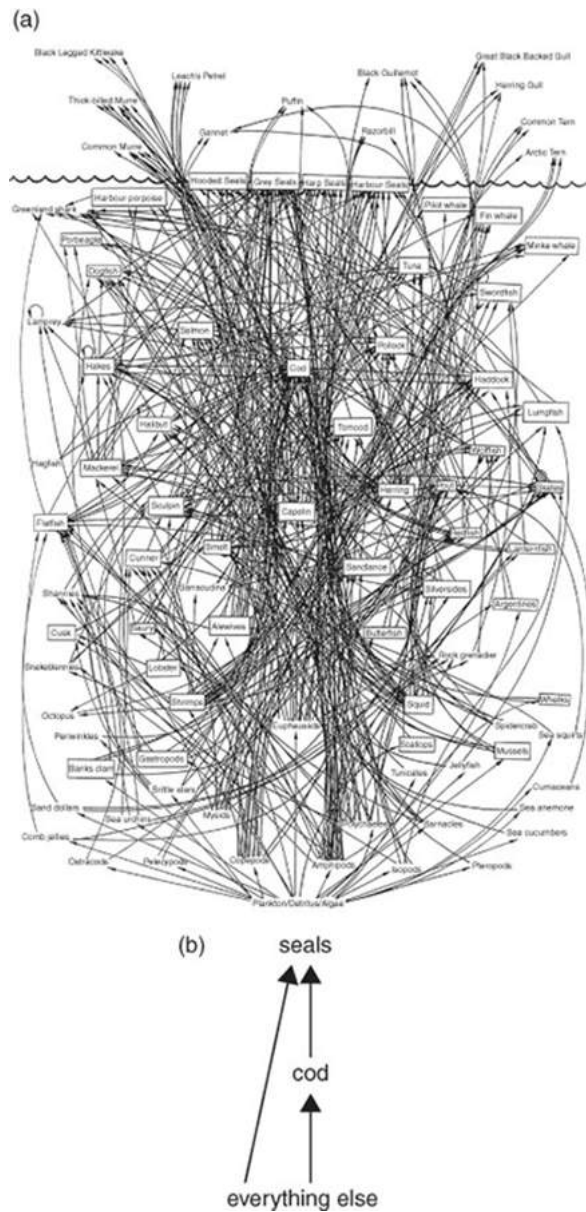 (a)
Black Legged Kittiwake
Great Black Backed Gull
Leach's Petrel
Black Guillemot
Herring Gull
Thick-billed Murre
Puffin
Gannet
Razorbill
Common Tern
Common Murre
Arctic Tern
Hooded Seals
Grey Seals
Harp Seals
Harbour Seals
Harbour porpoise
Pilot whale
Greenland shark
Fin whale
Porbeagle
Minke whale
Dogfish
Tuna
Swordfish
Lamprey
Salmon
Pollock
Hakes
Cod
Haddock
Lumpfish
Halibut
Tomcod
Hagfish
Mackerel
Herring
Skates
Sculpin
Capelin
Flatfish
Redfish
Cunner
Smelt
Lanternfish
Sandlance
Shannies
Barracudina
Silversides
Argentines
Cusk
Saury
Alewives
Butterfish
Snakeblennies
Lobster
Rock grenadier
Shrimps
Squid
Whelks
Octopus
Euphausiids
Spidercrab
Sea squirts
Periwinkles
Scallops
Mussels
Banks clam
Gastropods
Jellyfish
Brittle stars
Tunicates
Cumaceans
Sand dollars
Sea urchins
Mysids
Polychaetes
Barnacles
Sea anemone
Comb jellies
Sea cucumbers
Ostracods
Pelecypods
Copepods
Amphipods
Isopods
Pteropods
Plankton/Detritus/Algae
(b)
seals
cod
everything else